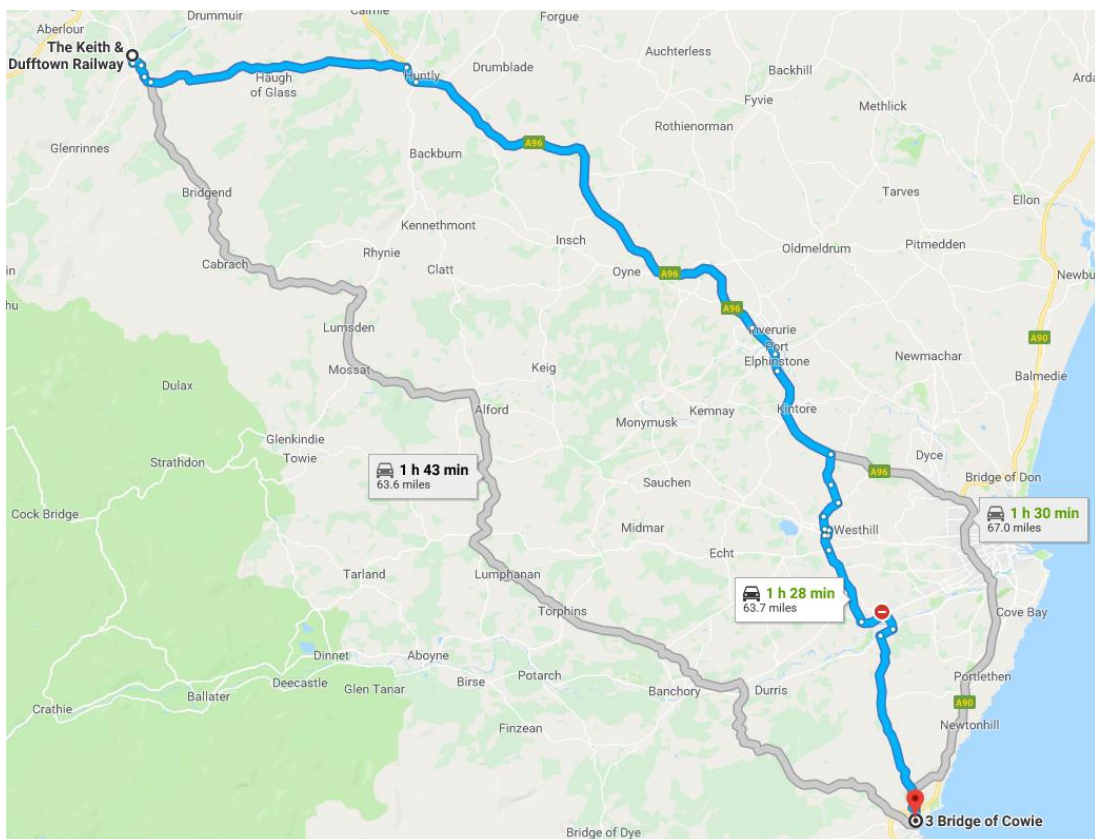 Aberlour
Drummuir
Cairnie
Forgue
The Keith &
Dufftown Railway
Auchterless
Haugh
of Glass
Huntly
Drumblade
Backhill
Fyvie
Methlick
Rothienorman
A96
Glenrinnes
Backburn
Bridgend
Tarves
Ellon
Kennethmont
Insch
Oldmeldrum
Pitmedden
Rhynie
Cabrach
Clatt
Oyne
A96
A96
Lumsden
Inverurie
Port
Elphinstone
Newmachar
A90
Balmedie
Mossat
Keig
Dulax
Alford
Kemnay
Kintore
Monymusk
Glenkindie
Towie
Strathdon
1 h 43 min
63.6 miles
A96
Dyce
Bridge of Don
Sauchen
1 h 30 min
67.0 miles
Cock Bridge
Midmar
Westhill
Echt
Tarland
Lumphanan
1 h 28 min
63.7 miles
Torphins
Cove Bay
Dinnet
Aboyne
Deecastle
Ballater
Glen Tanar
Birse
Potarch
Banchory
Durris
Portlethen
Crathie
A90
Newtonhill
Finzean
3 Bridge of Cowie
Bridge of Dye